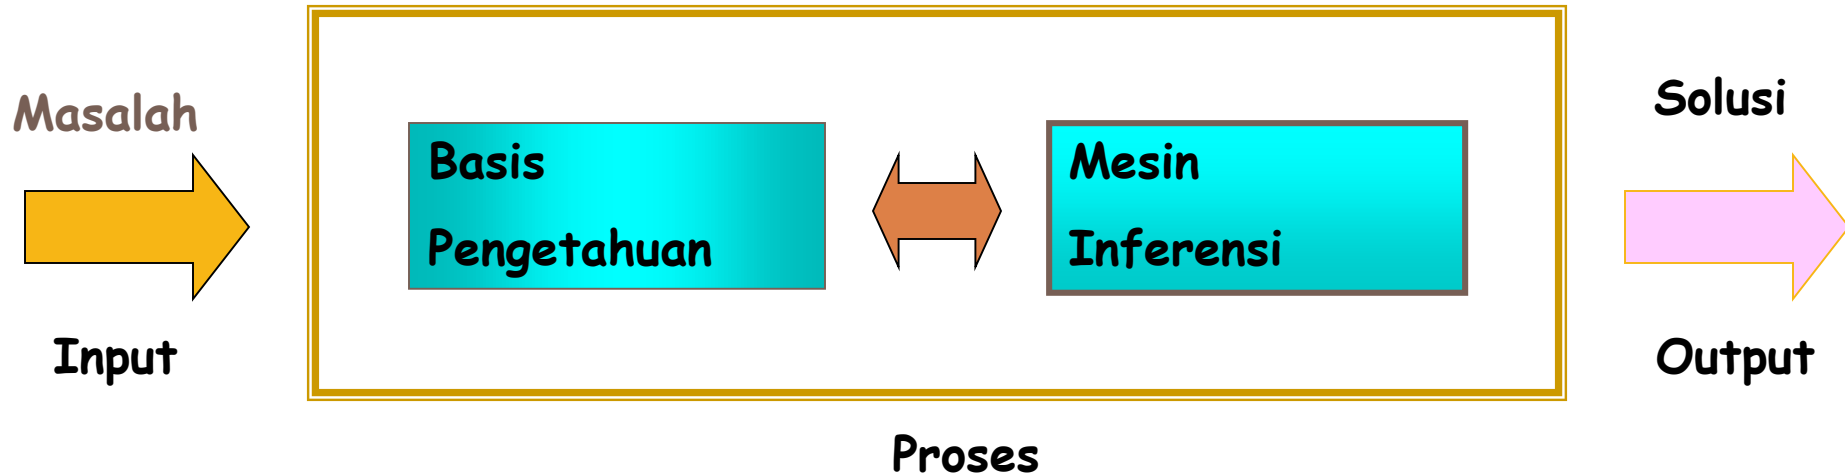 Masalah
Input
Basis
Pengetahuan
Mesin
Inferensi
Solusi
Output
Proses